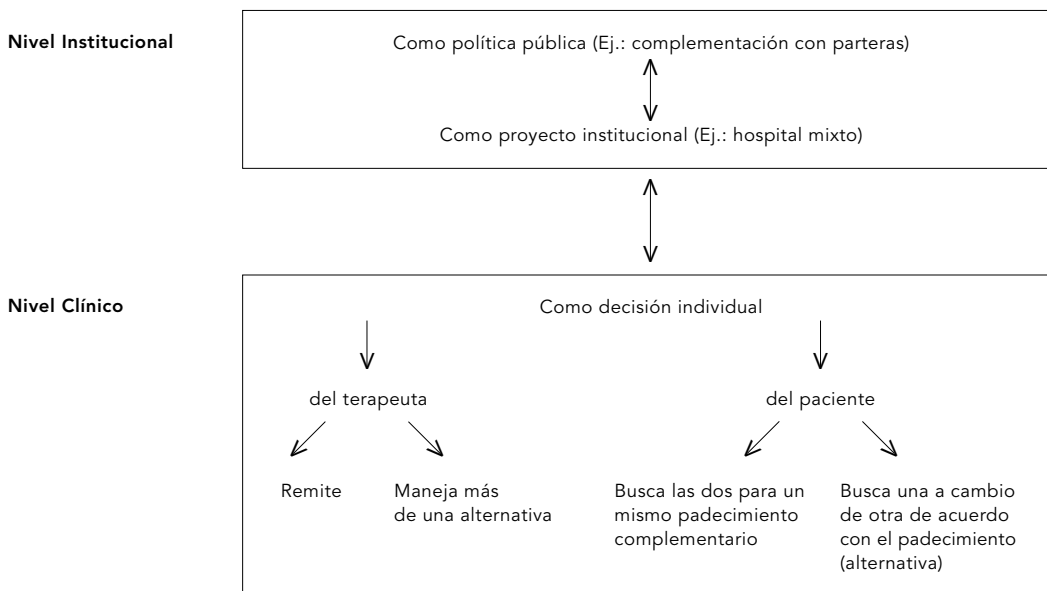 Nivel Institucional
Como política pública (Ej.: complementación con parteras)
Como proyecto institucional (Ej.: hospital mixto)
Nivel Clínico
Como decisión individual
del terapeuta
del paciente
Remite
Maneja más
de una alternativa
Busca las dos para un
mismo padecimiento
complementario
Busca una a cambio
de otra de acuerdo
con el padecimiento
(alternativa)